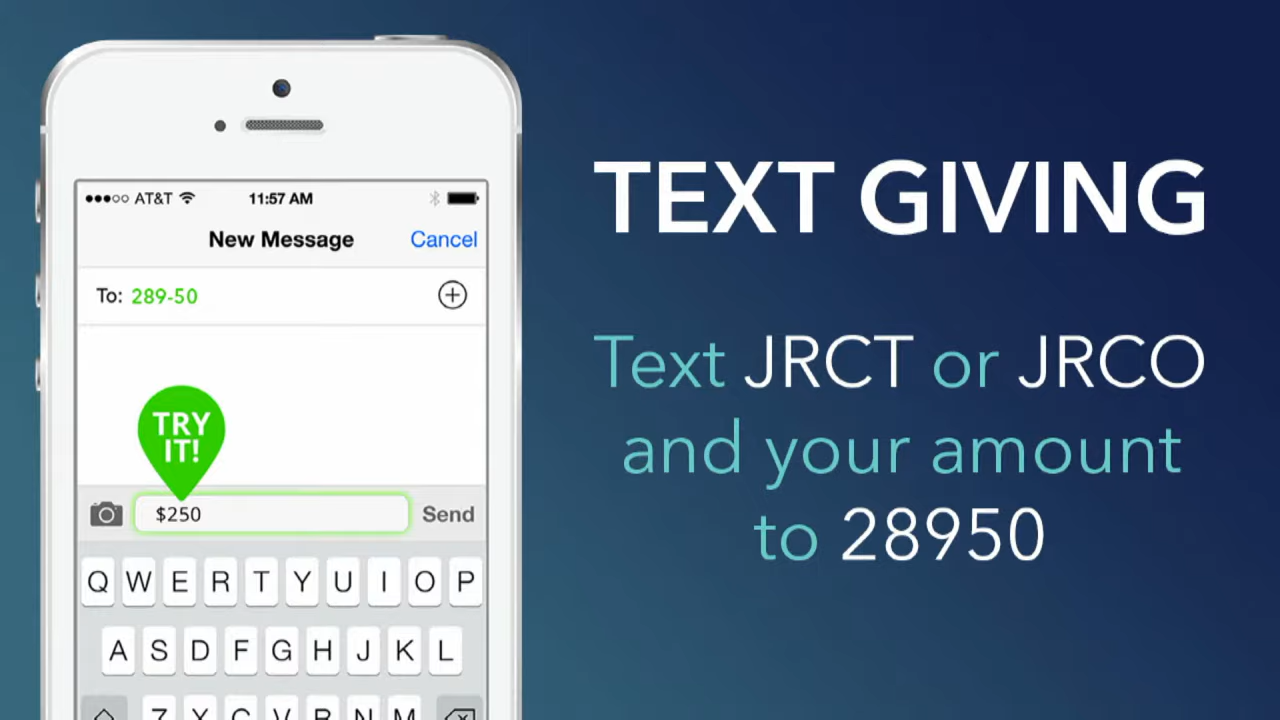 AT&T
11:57 AM
New Message
Cancel
To: 289-50
TRY
IT!
$250
Send
Q W E R T Y U I O P
A S D F G H J K L
Z X C V B N M
TEXT GIVING
Text JRCT or JRCO
and your amount
to 28950